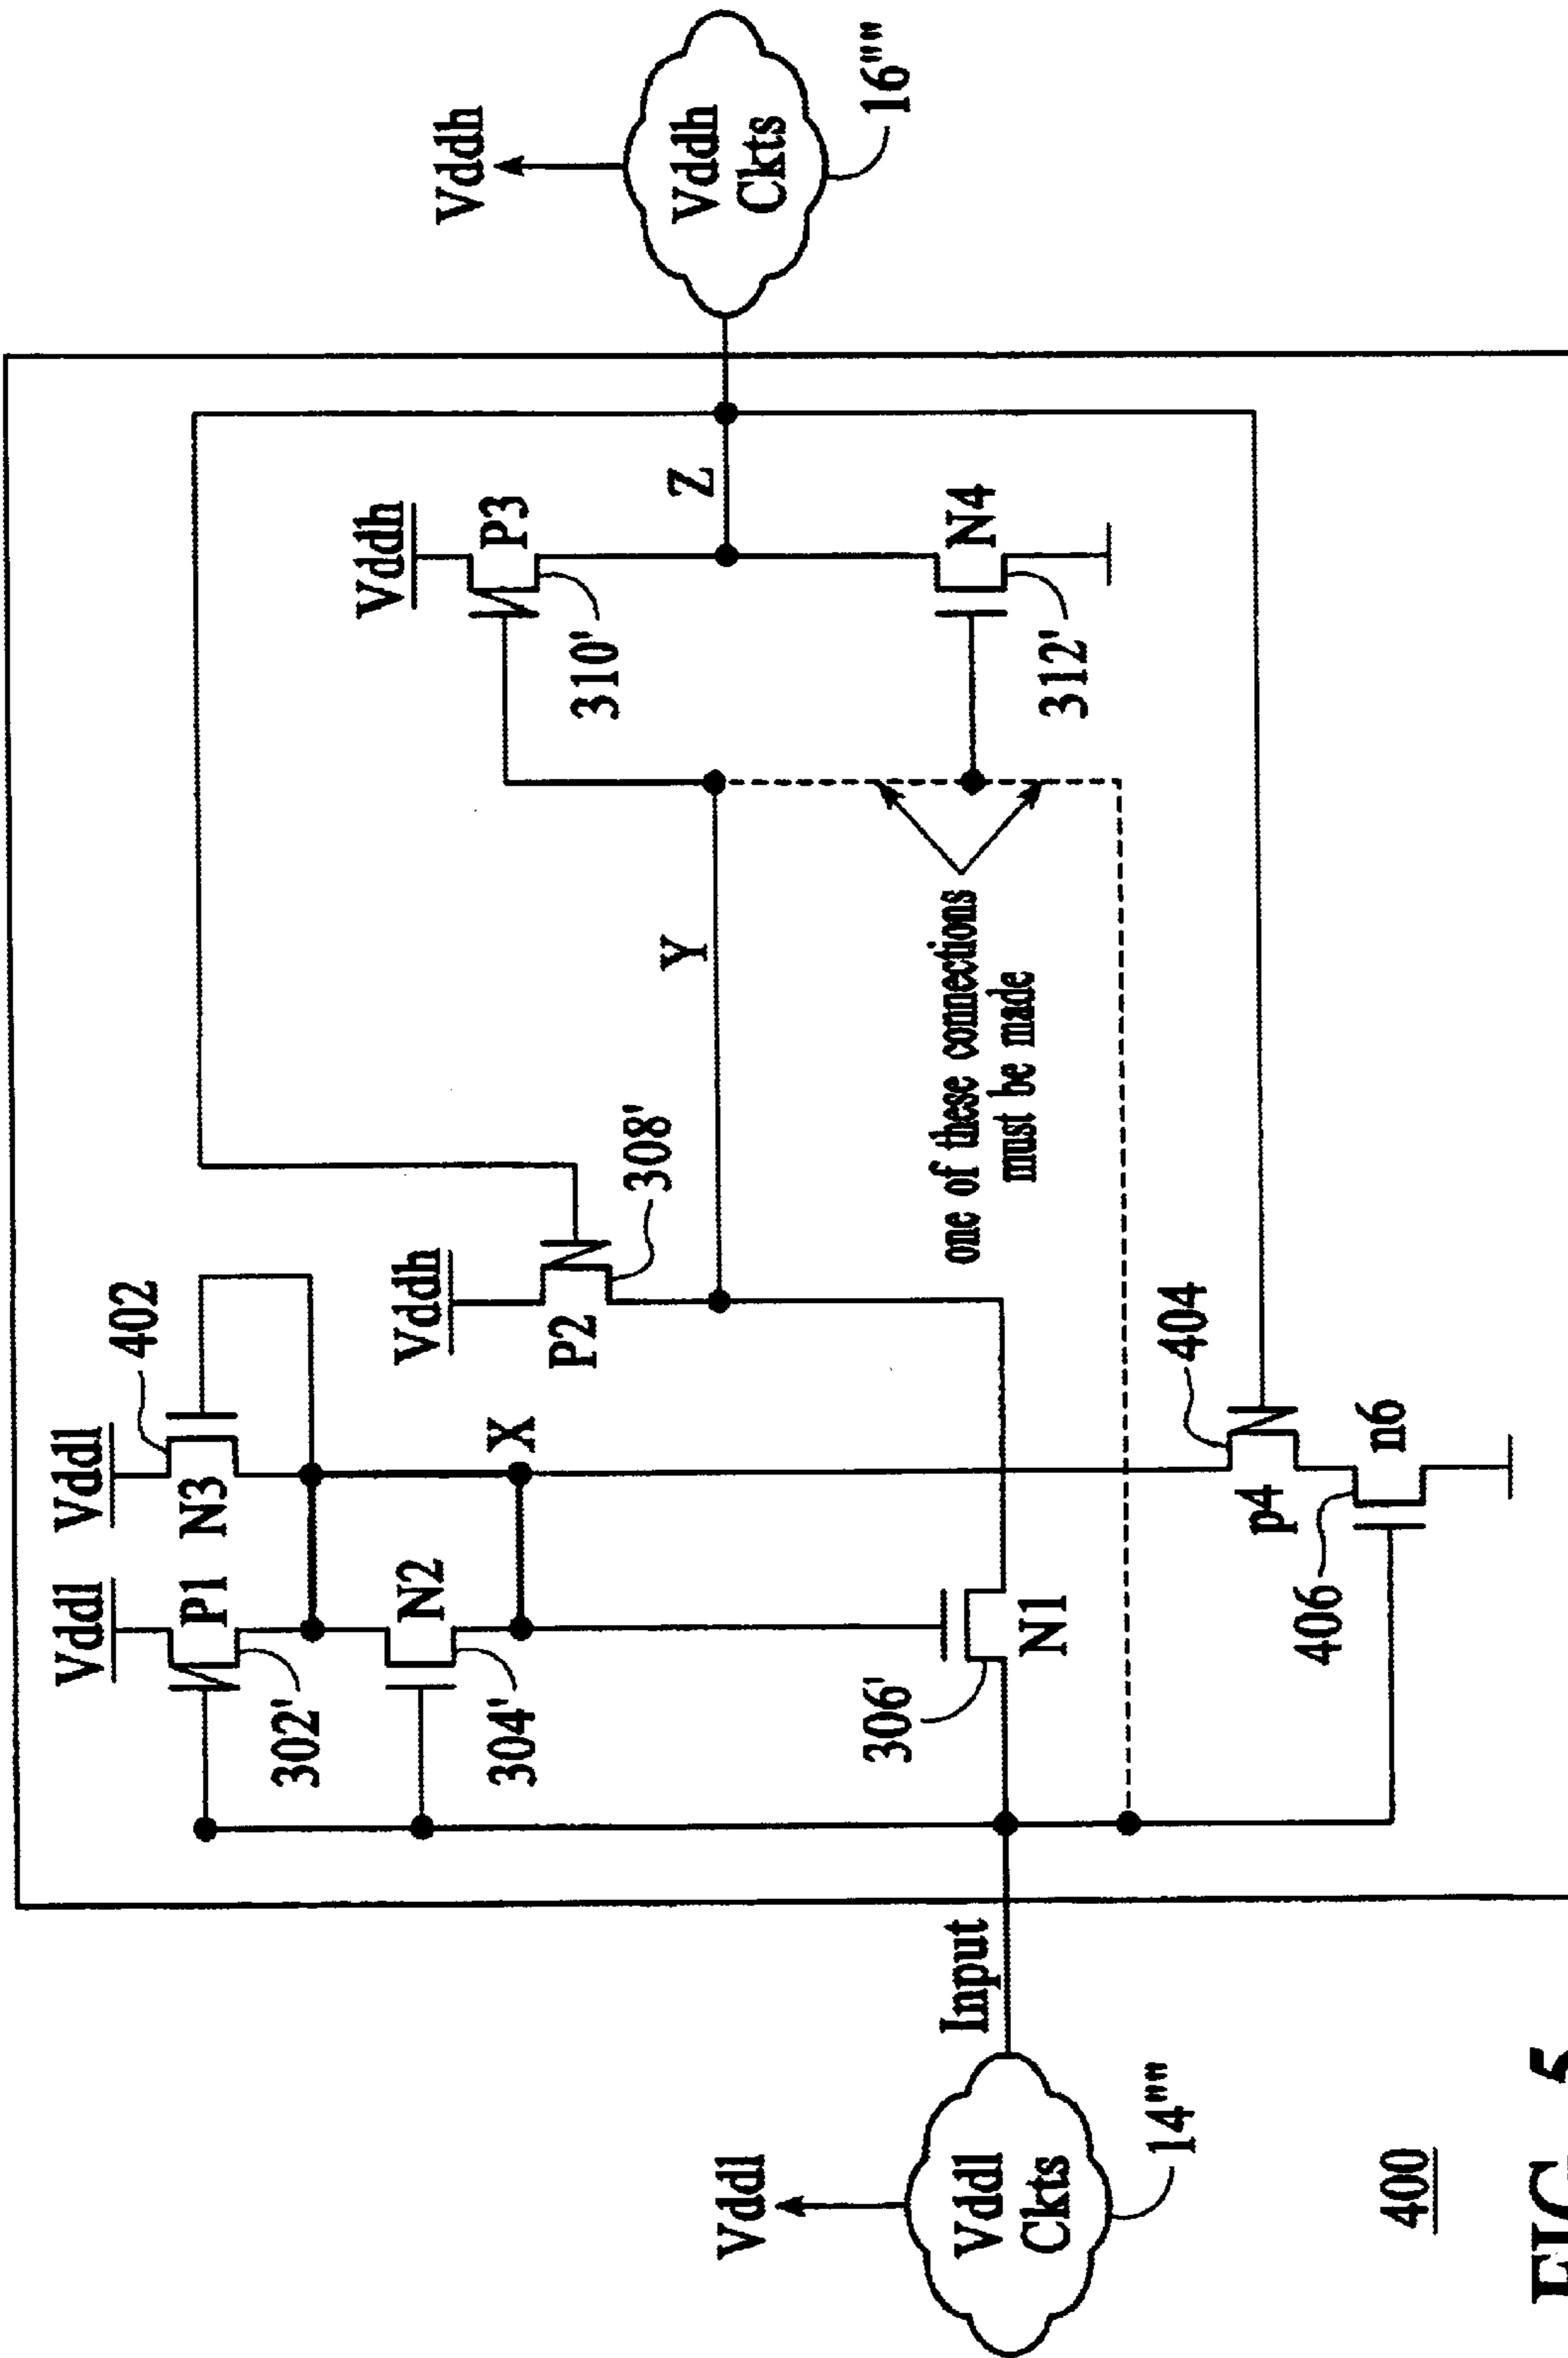 Vddl
Vddl
Ckts
14""
Input
Vddl
P1
302'
N2
304'
Vddl
402
N3
X
306'
N1
Vddh
P2
308'
Y
one of these connections
must be made
404
p4
406
n6
Vddh
P3
310'
Z
N4
312'
Vddh
Vddh
Ckts
16""
400
FIG. 5